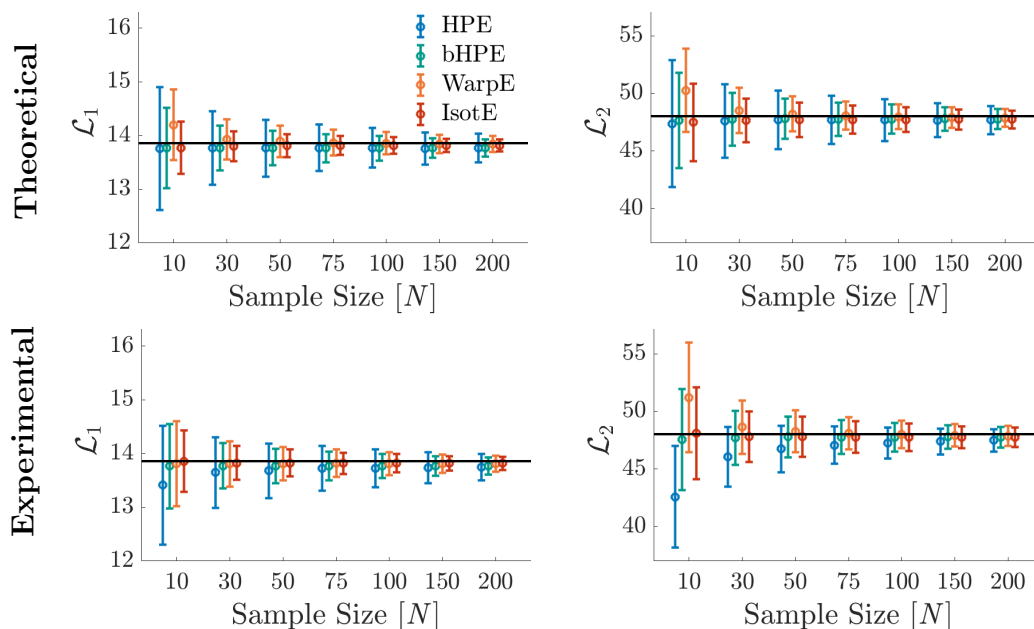 Theoretical
ℒ₁
16
15
14
13
12
10 30 50 75 100 150 200
Sample Size [N]
HPE
bHPE
WarpE
IsotE
ℒ₂
55
50
45
40
10 30 50 75 100 150 200
Sample Size [N]
Experimental
ℒ₁
16
15
14
13
12
10 30 50 75 100 150 200
Sample Size [N]
ℒ₂
55
50
45
40
10 30 50 75 100 150 200
Sample Size [N]